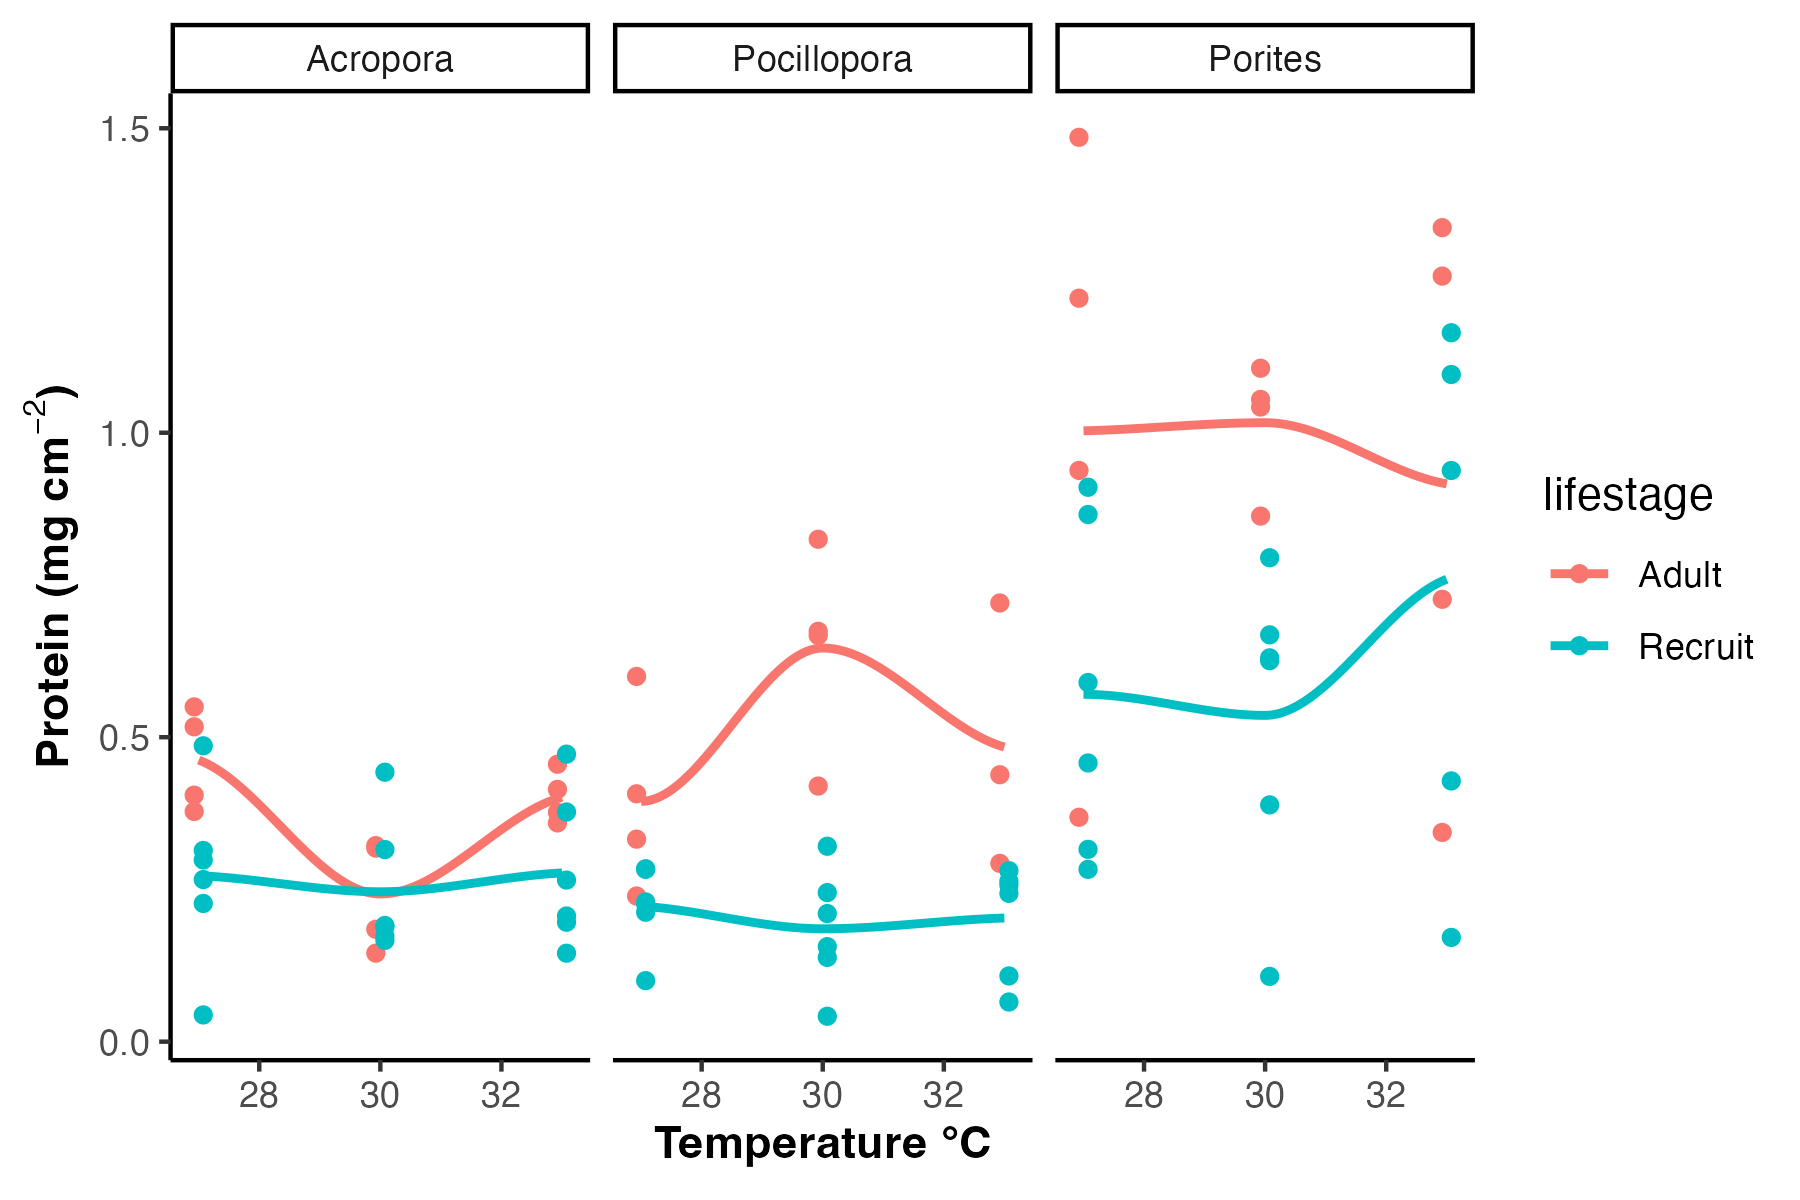 Acropora Pocillopora Porites
1.5
1.0
0.5
0.0
Protein (mg cm⁻²)
28 30 32 28 30 32 28 30 32
Temperature °C
lifestage
Adult
Recruit